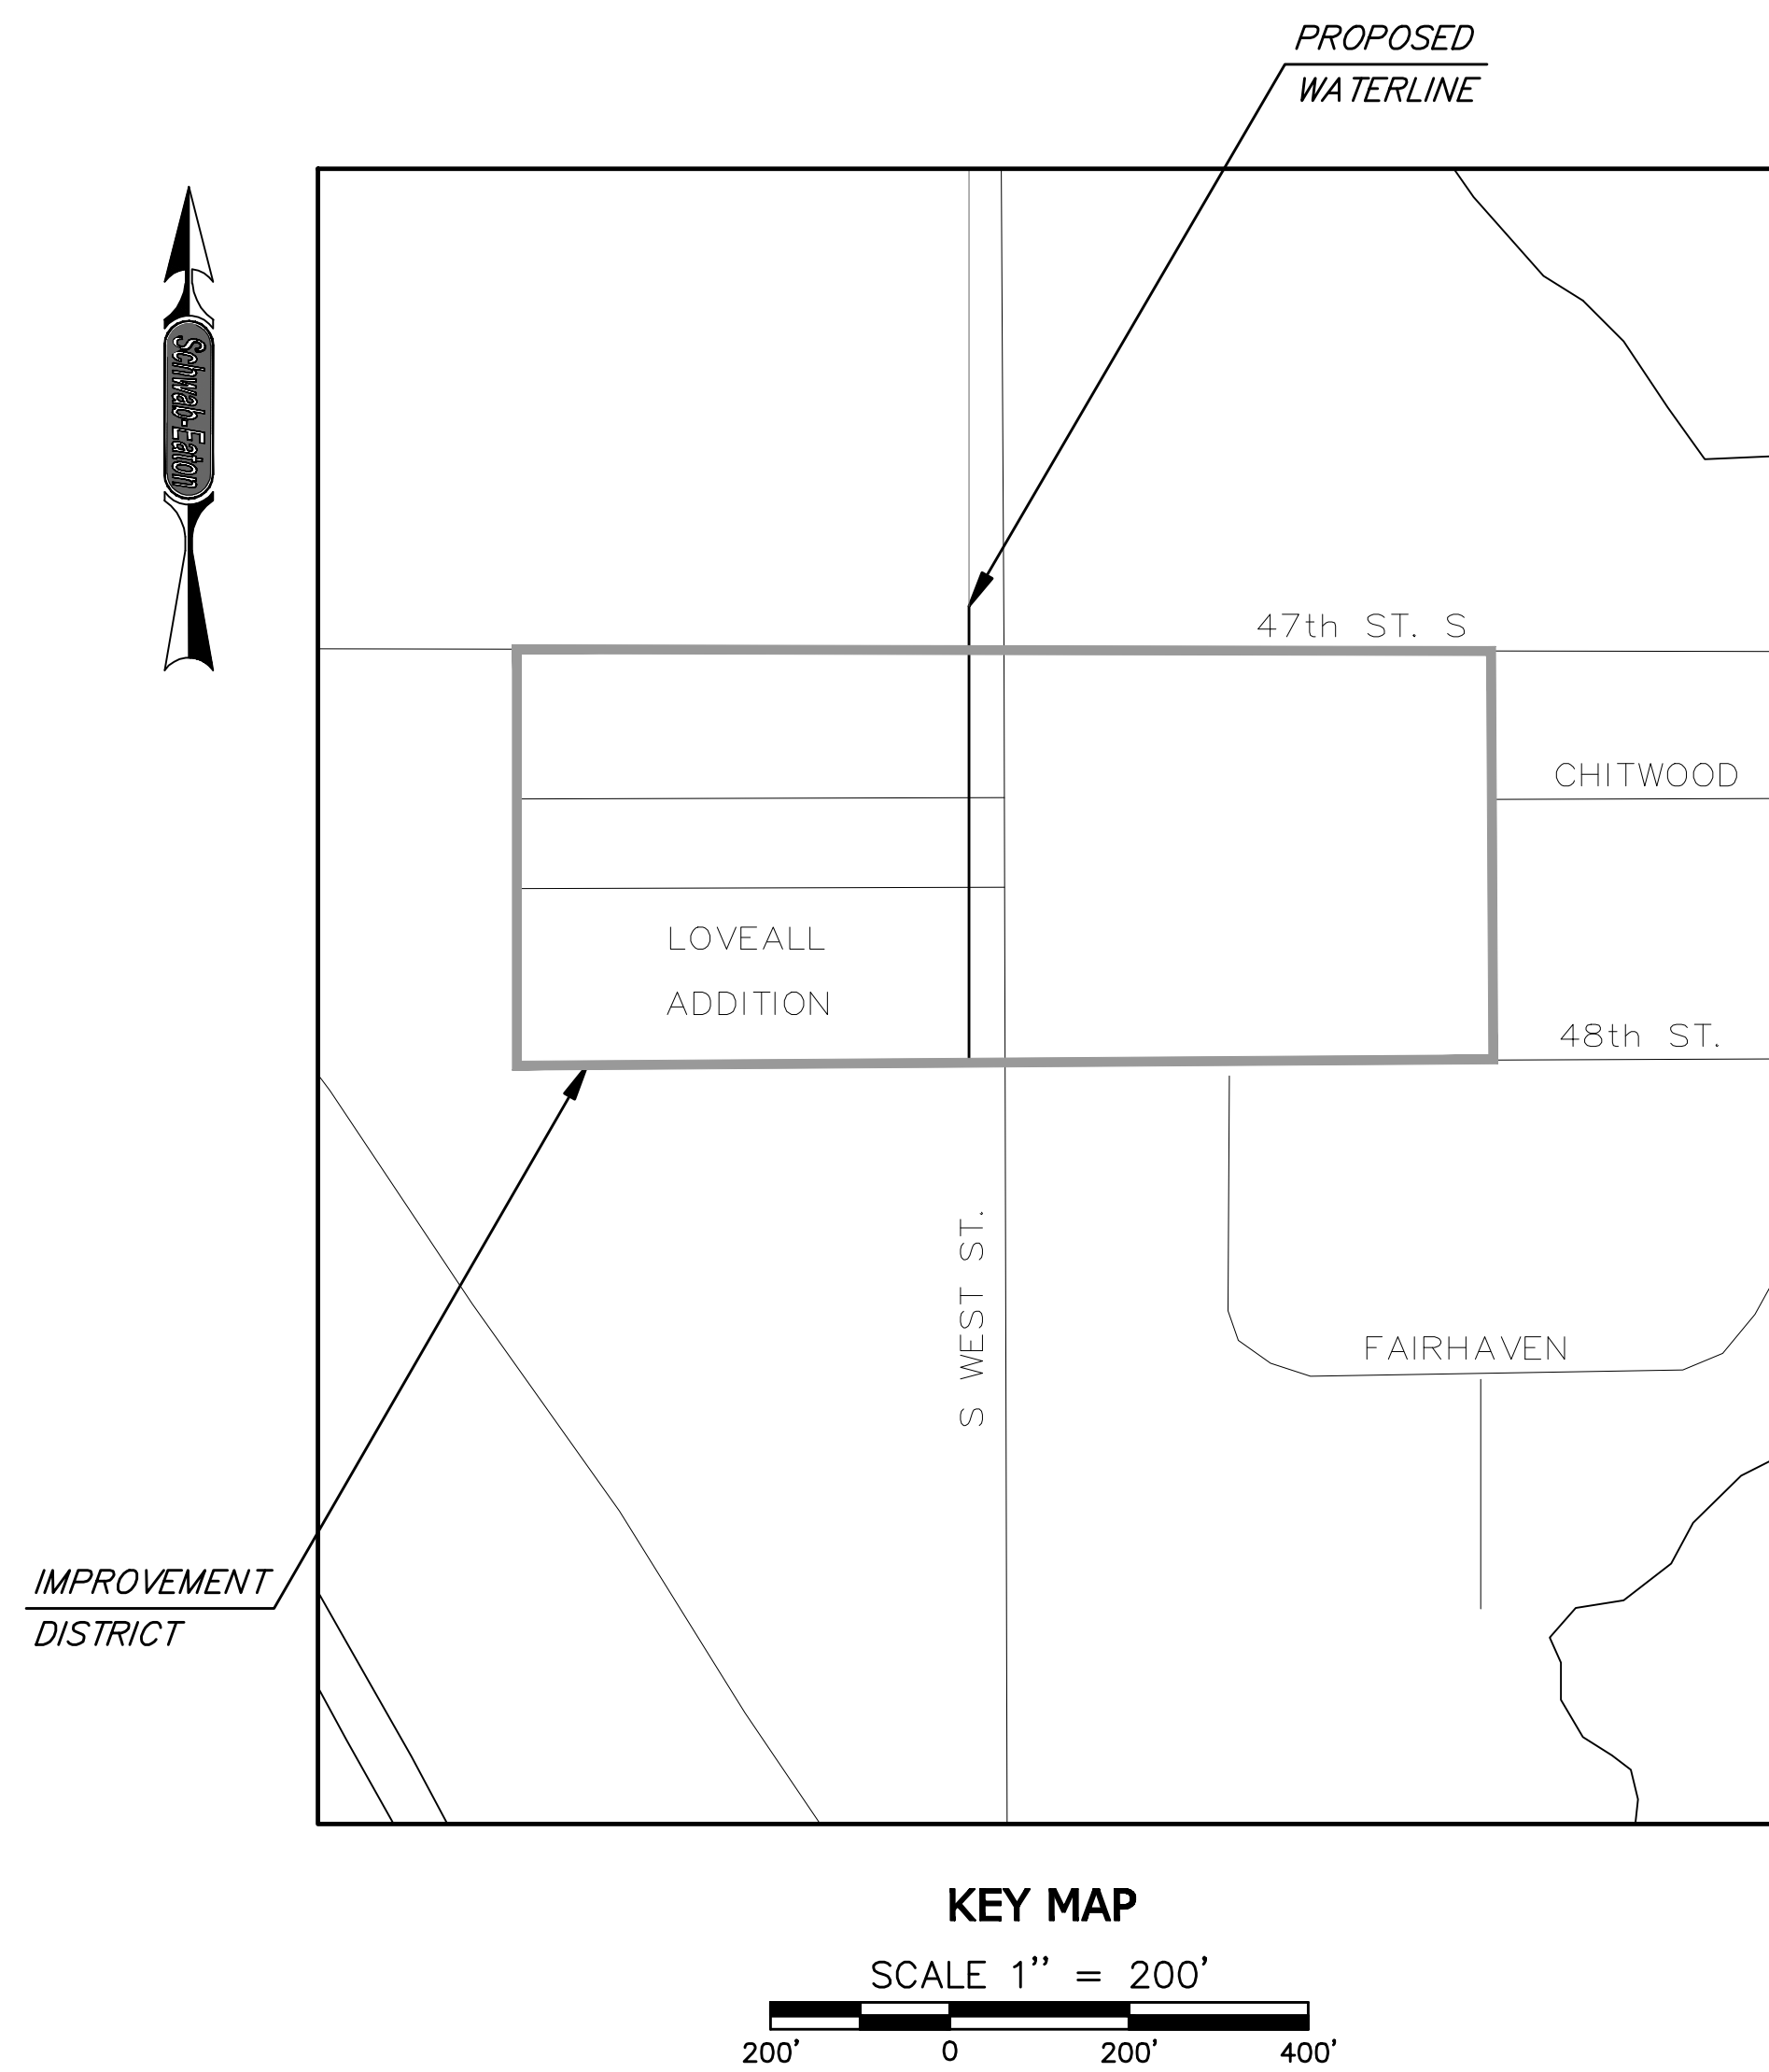 PROPOSED
WATERLINE
Schwab-Eaton
47th ST. S
CHITWOOD
LOVEALL
ADDITION
48th ST.
S WEST ST.
FAIRHAVEN
IMPROVEMENT
DISTRICT
KEY MAP
SCALE 1'' = 200'
200' 0 200' 400'